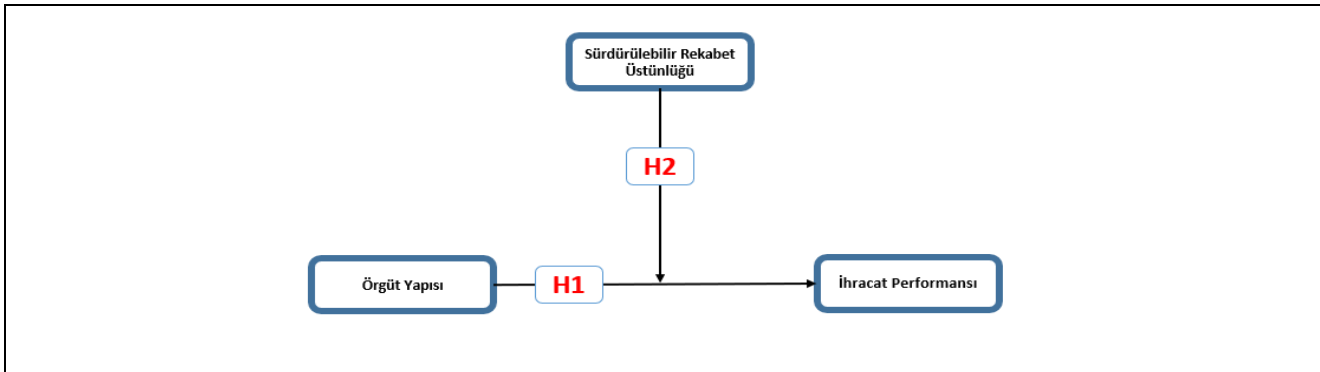 Sürdürülebilir Rekabet
Üstünlüğü
H2
Örgüt Yapısı
H1
İhracat Performansı